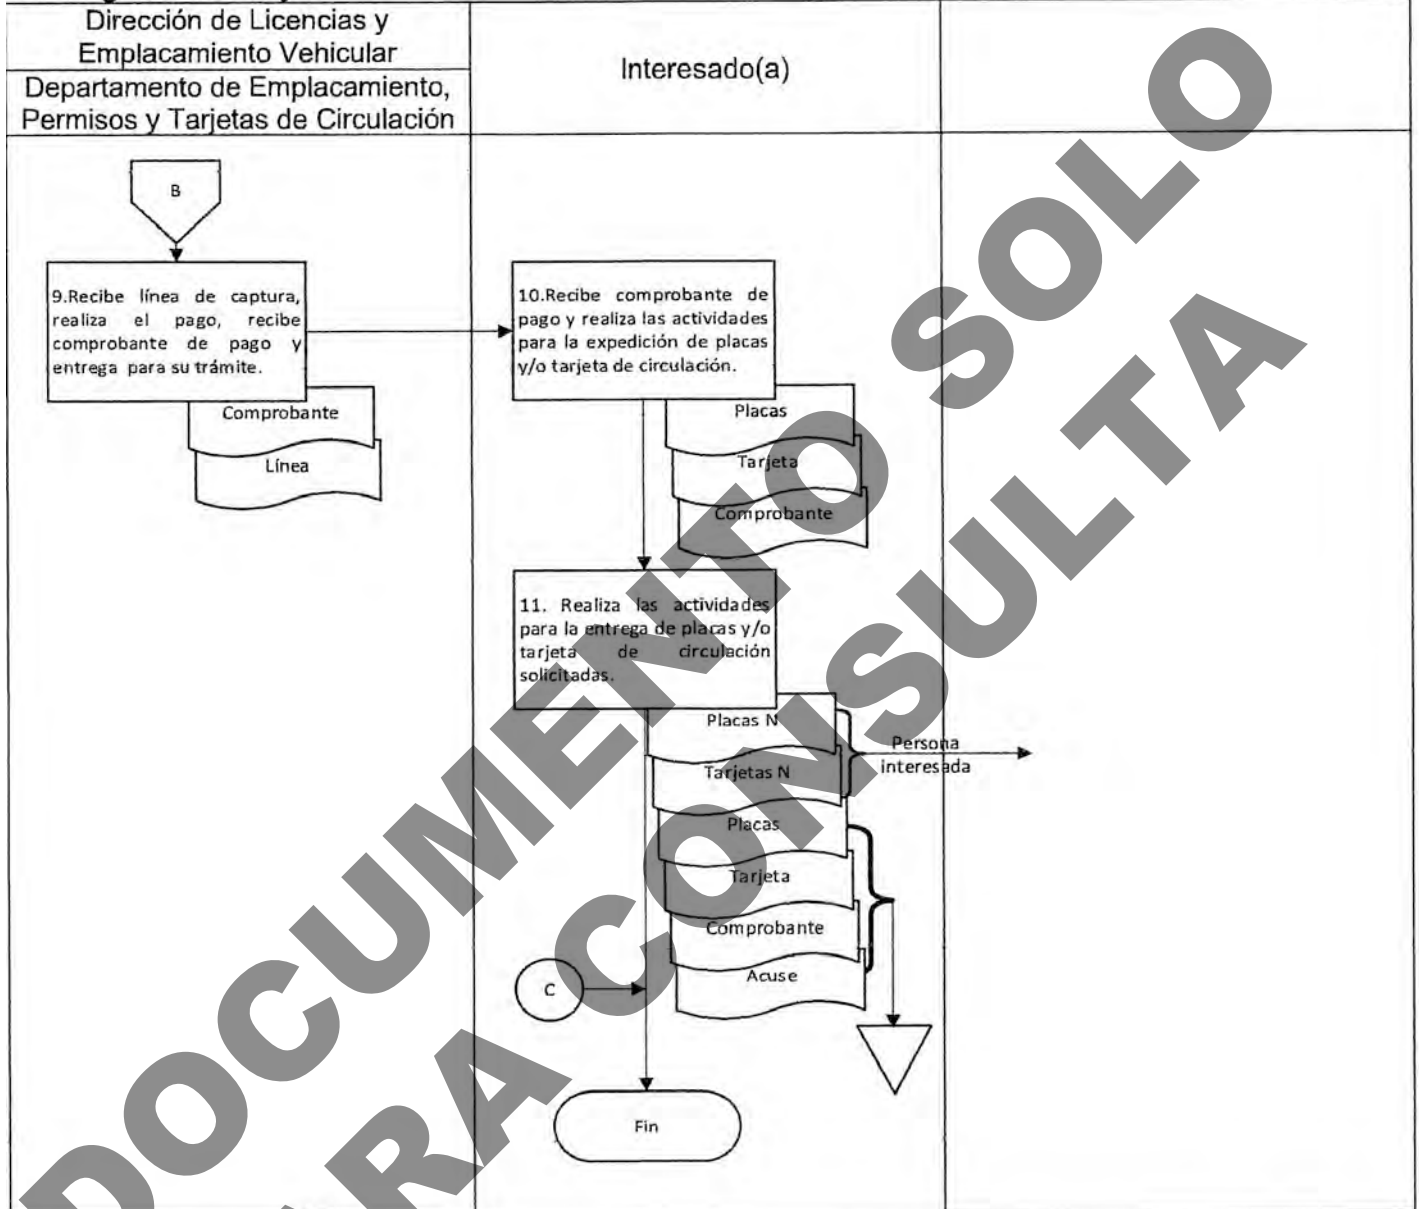 Dirección de Licencias y
Emplacamiento Vehicular
Departamento de Emplacamiento,
Permisos y Tarjetas de Circulación
Interesado(a)
B
9.Recibe línea de captura,
realiza el pago, recibe
comprobante de pago y
entrega para su trámite.
Comprobante
Línea
10.Recibe comprobante de
pago y realiza las actividades
para la expedición de placas
y/o tarjeta de circulación.
Placas
Tarjeta
Comprobante
11. Realiza las actividades
para la entrega de placas y/o
tarjeta de circulación
solicitadas.
Placas N
Tarjetas N
Persona
interesada
Placas
Tarjeta
Comprobante
Acuse
C
Fin
DOCUMENTO SOLO
RA CONSULTA